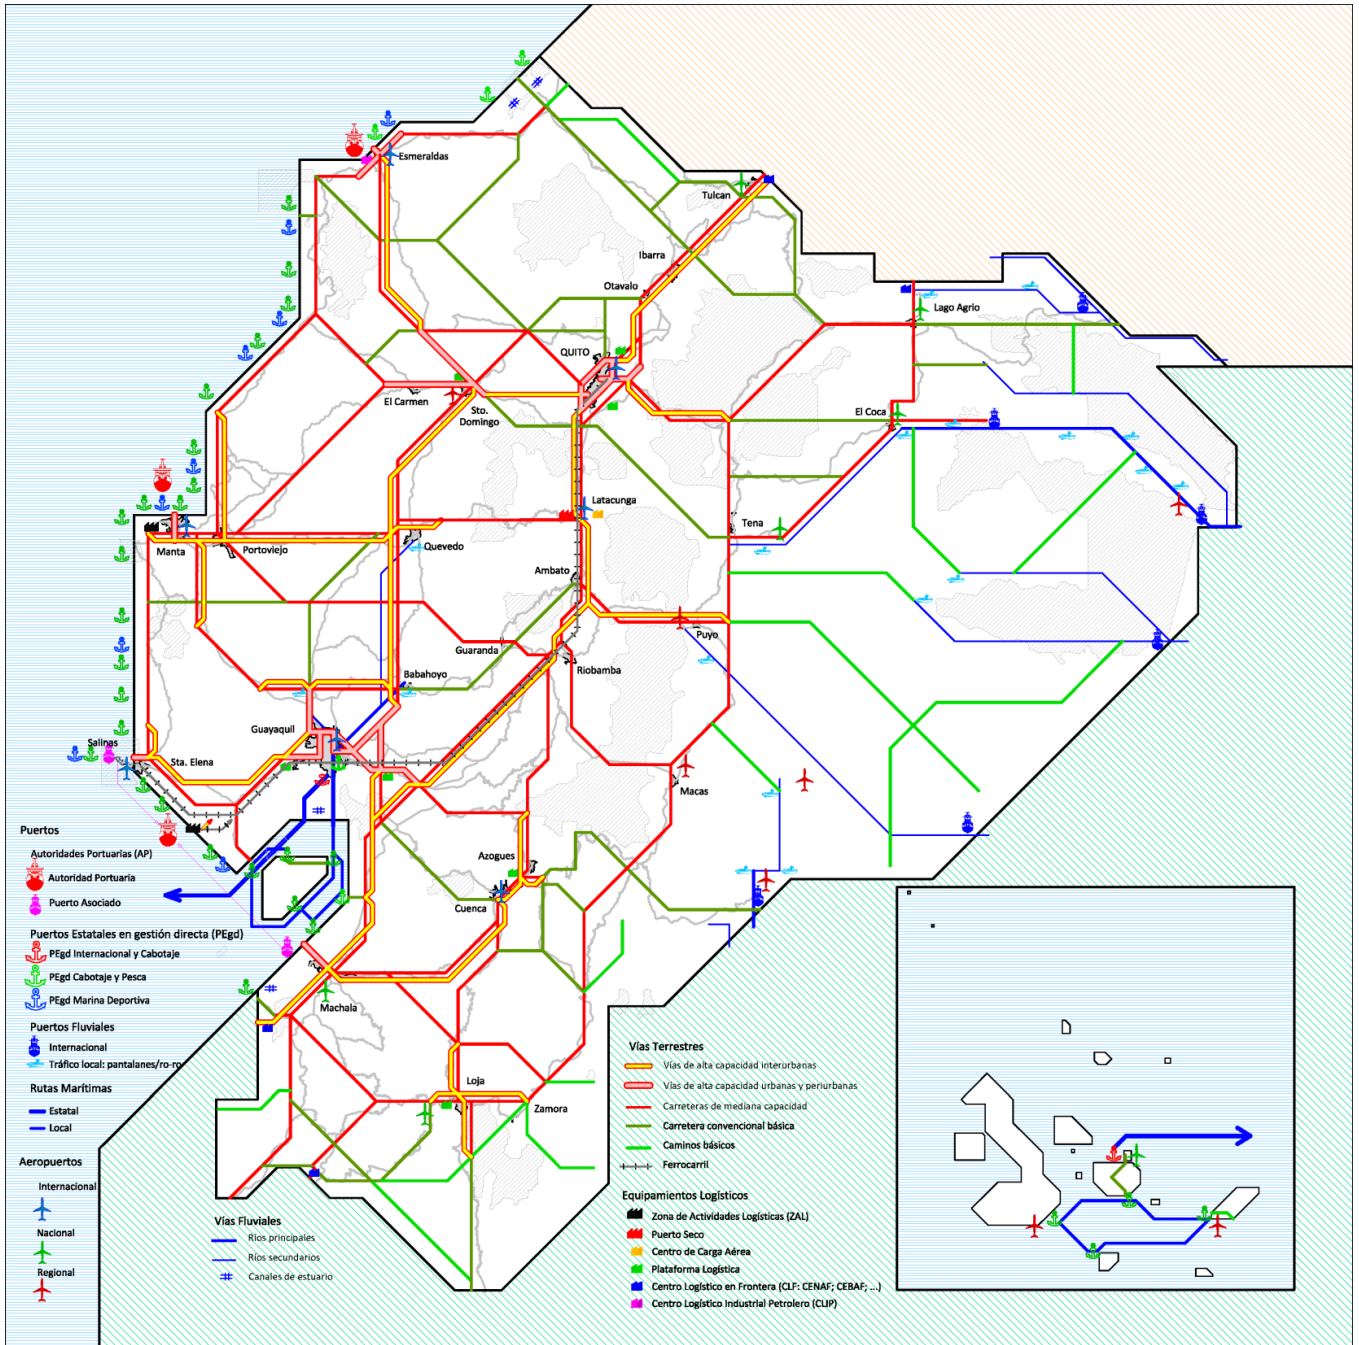 Esmeraldas
Tulcan
Ibarra
Otavalo
Lago Agrio
QUITO
El Carmen
Sto.
Domingo
El Coca
Latacunga
Tena
Manta
Portoviejo
Quevedo
Ambato
Puyo
Guaranda
Riobamba
Babahoyo
Guayaquil
Salinas
Sta. Elena
Macas
Azogues
Cuenca
Machala
Loja
Zamora
Puertos
Autoridades Portuarias (AP)
Autoridad Portuaria
Puerto Asociado
Puertos Estatales en gestión directa (PEgd)
PEgd Internacional y Cabotaje
PEgd Cabotaje y Pesca
PEgd Marina Deportiva
Puertos Fluviales
Internacional
Tráfico local: pantalanes/ro-ro
Rutas Marítimas
Estatal
Local
Aeropuertos
Internacional
Nacional
Regional
Vías Fluviales
Ríos principales
Ríos secundarios
Canales de estuario
Vías Terrestres
Vías de alta capacidad interurbanas
Vías de alta capacidad urbanas y periurbanas
Carreteras de mediana capacidad
Carretera convencional básica
Caminos básicos
Ferrocarril
Equipamientos Logísticos
Zona de Actividades Logísticas (ZAL)
Puerto Seco
Centro de Carga Aérea
Plataforma Logística
Centro Logístico en Frontera (CLF: CENAF; CEBAF; ...)
Centro Logístico Industrial Petrolero (CLIP)